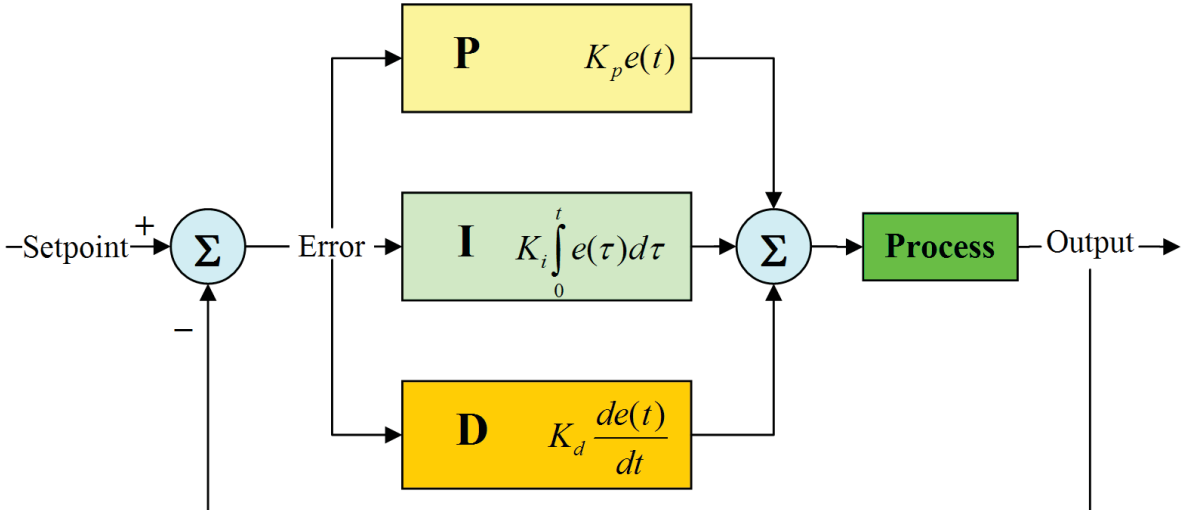 P K_p e(t)
Setpoint + Σ Error I K_i ∫_0^t e(τ)dτ Σ Process Output
−
D K_d de(t)/dt